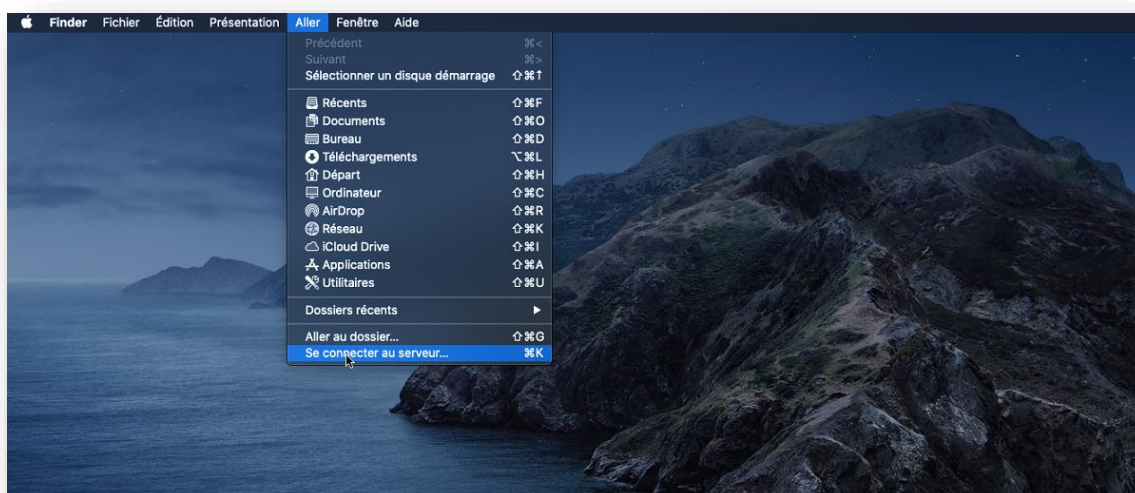 Finder Fichier Édition Présentation Aller Fenêtre Aide
Précédent ⌘<
Suivant ⌘>
Sélectionner un disque démarrage ⇧⌘↑
Récents ⇧⌘F
Documents ⇧⌘O
Bureau ⇧⌘D
Téléchargements ⌥⌘L
Départ ⇧⌘H
Ordinateur ⇧⌘C
AirDrop ⇧⌘R
Réseau ⇧⌘K
iCloud Drive ⇧⌘I
Applications ⇧⌘A
Utilitaires ⇧⌘U
Dossiers récents
Aller au dossier... ⇧⌘G
Se connecter au serveur... ⌘K